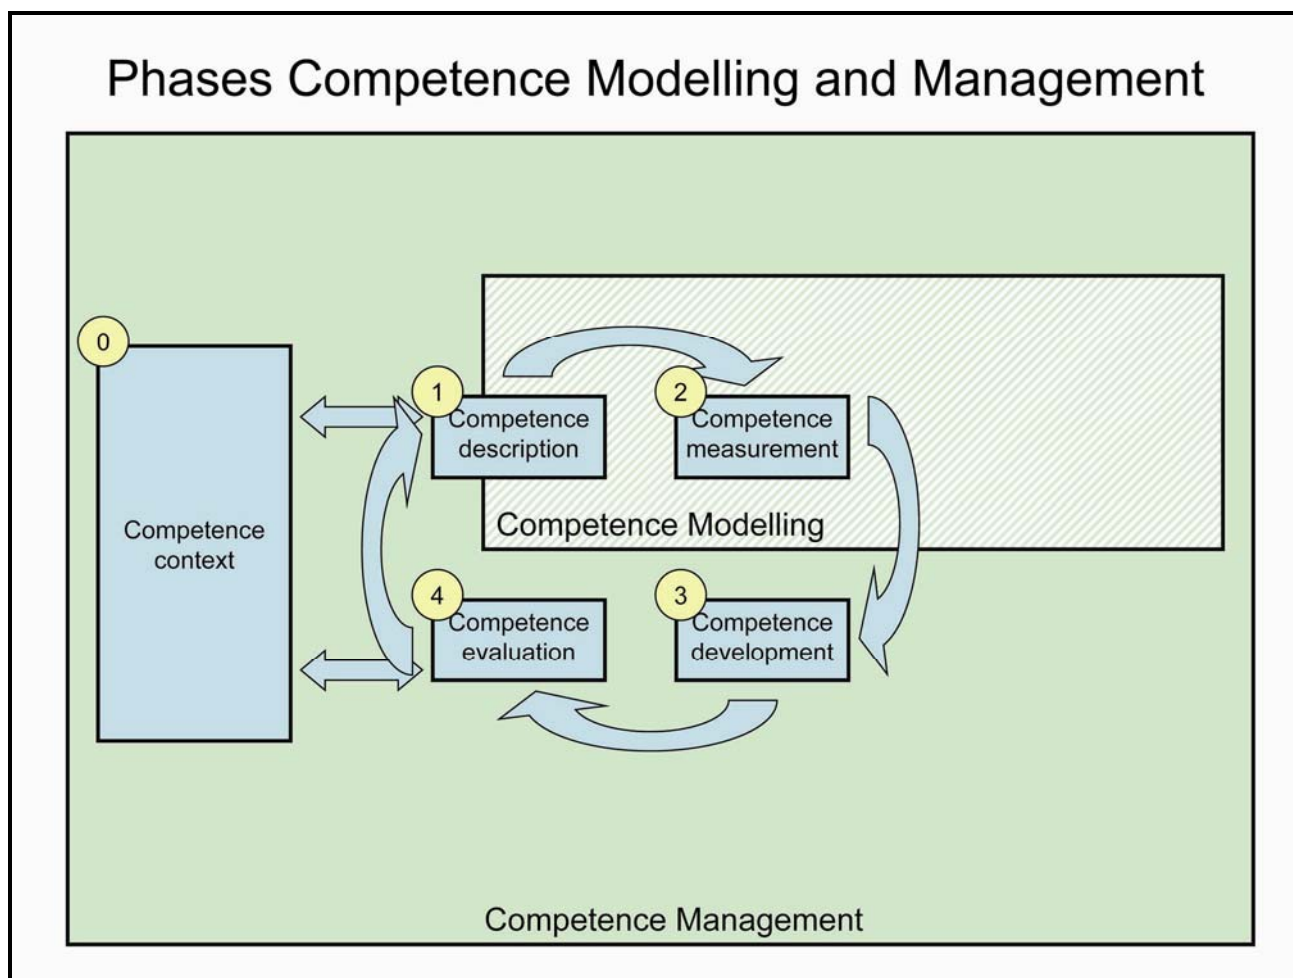 Phases Competence Modelling and Management
0
Competence
context
1
Competence
description
2
Competence
measurement
Competence Modelling
4
Competence
evaluation
3
Competence
development
Competence Management